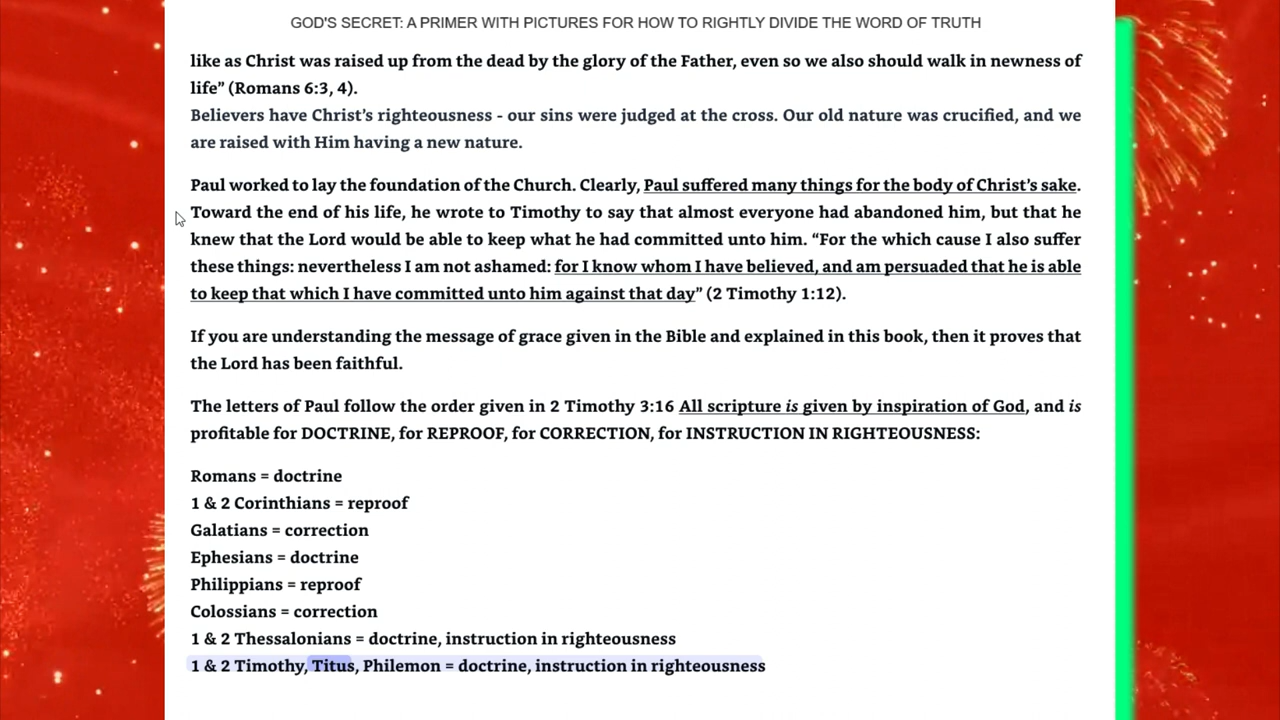 GOD'S SECRET: A PRIMER WITH PICTURES FOR HOW TO RIGHTLY DIVIDE THE WORD OF TRUTH
like as Christ was raised up from the dead by the glory of the Father, even so we also should walk in newness of
life” (Romans 6:3, 4).
Believers have Christ’s righteousness - our sins were judged at the cross. Our old nature was crucified, and we
are raised with Him having a new nature.
Paul worked to lay the foundation of the Church. Clearly, Paul suffered many things for the body of Christ’s sake.
Toward the end of his life, he wrote to Timothy to say that almost everyone had abandoned him, but that he
knew that the Lord would be able to keep what he had committed unto him. “For the which cause I also suffer
these things: nevertheless I am not ashamed: for I know whom I have believed, and am persuaded that he is able
to keep that which I have committed unto him against that day” (2 Timothy 1:12).
If you are understanding the message of grace given in the Bible and explained in this book, then it proves that
the Lord has been faithful.
The letters of Paul follow the order given in 2 Timothy 3:16 All scripture is given by inspiration of God, and is
profitable for DOCTRINE, for REPROOF, for CORRECTION, for INSTRUCTION IN RIGHTEOUSNESS:
Romans = doctrine
1 & 2 Corinthians = reproof
Galatians = correction
Ephesians = doctrine
Philippians = reproof
Colossians = correction
1 & 2 Thessalonians = doctrine, instruction in righteousness
1 & 2 Timothy, Titus, Philemon = doctrine, instruction in righteousness